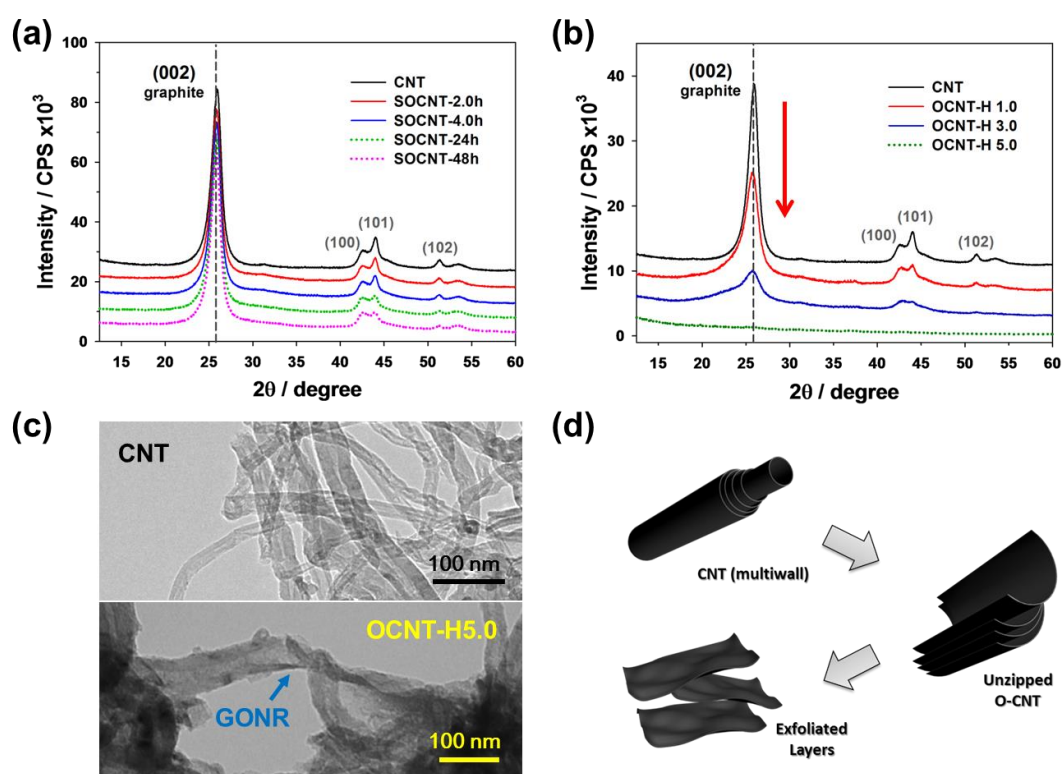 (a)
100
80
60
40
20
0
Intensity / CPS x10³
(002)
graphite
CNT
SOCNT-2.0h
SOCNT-4.0h
SOCNT-24h
SOCNT-48h
(100)
(101)
(102)
15 20 25 30 35 40 45 50 55 60
2θ / degree
(b)
40
30
20
10
0
Intensity / CPS x10³
(002)
graphite
CNT
OCNT-H 1.0
OCNT-H 3.0
OCNT-H 5.0
(100)
(101)
(102)
15 20 25 30 35 40 45 50 55 60
2θ / degree
(c)
CNT
100 nm
OCNT-H5.0
GONR
100 nm
(d)
CNT (multiwall)
Unzipped
O-CNT
Exfoliated
Layers